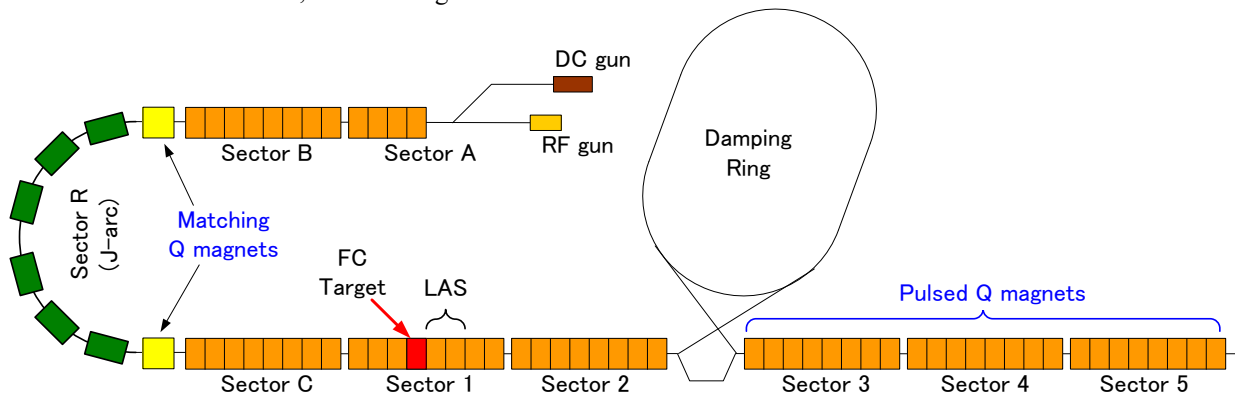 DC gun
RF gun
Sector B
Sector A
Damping
Ring
Sector R
(J-arc)
Matching
Q magnets
FC
Target
LAS
Pulsed Q magnets
Sector C
Sector 1
Sector 2
Sector 3
Sector 4
Sector 5